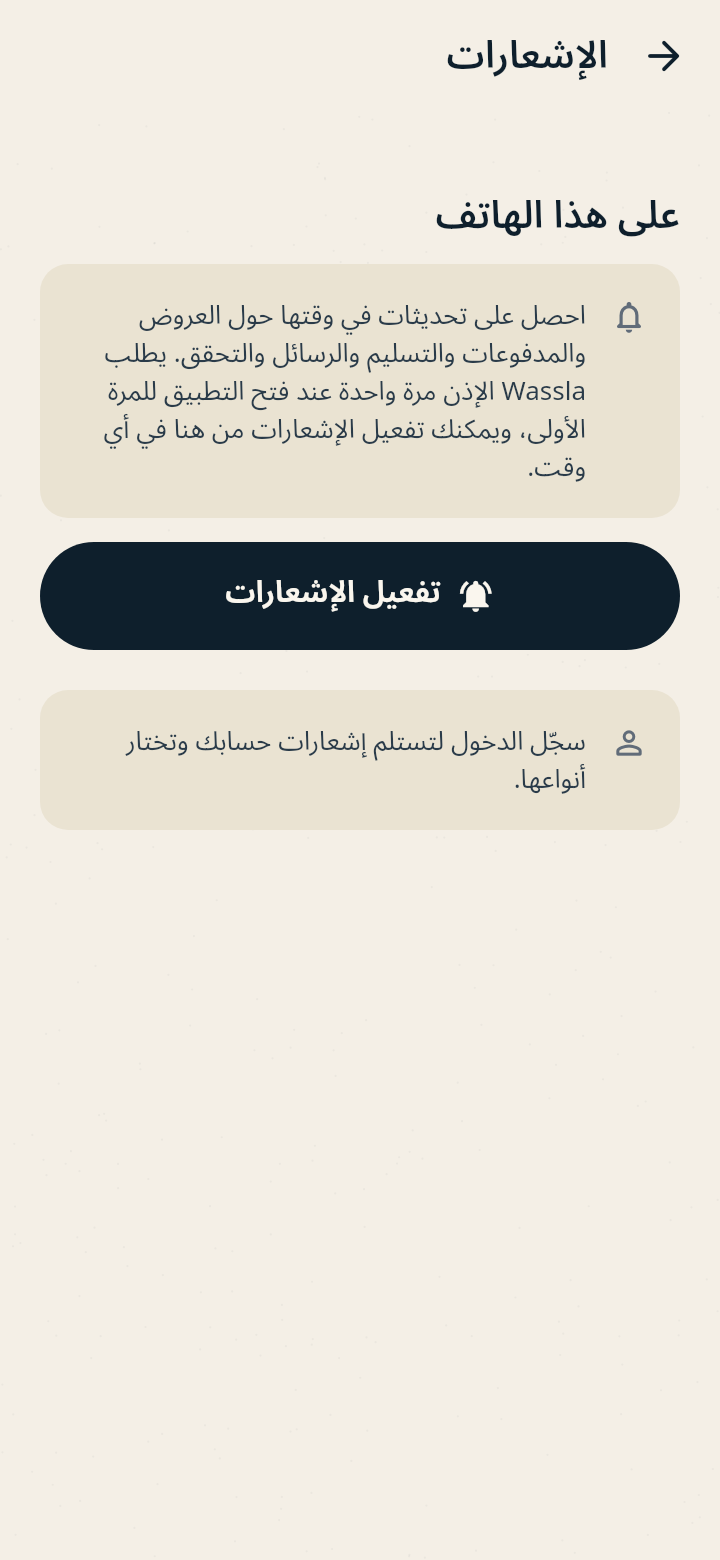 الإشعارات
على هذا الهاتف
احصل على تحديثات في وقتها حول العروض
والمدفوعات والتسليم والرسائل والتحقق. يطلب
Wassla الإذن مرة واحدة عند فتح التطبيق للمرة
الأولى، ويمكنك تفعيل الإشعارات من هنا في أي
وقت.
تفعيل الإشعارات
سجّل الدخول لتستلم إشعارات حسابك وتختار
أنواعها.